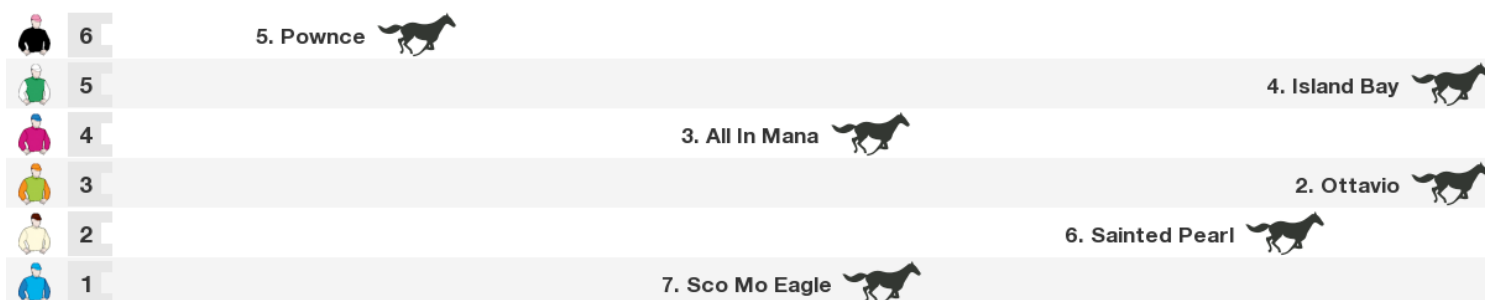 6 5. Pownce
5 4. Island Bay
4 3. All In Mana
3 2. Ottavio
2 6. Sainted Pearl
1 7. Sco Mo Eagle